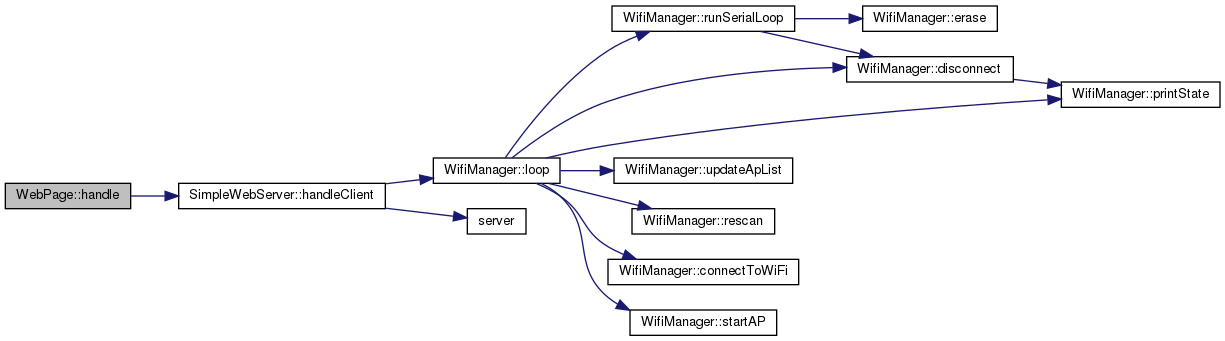 WebPage::handle
SimpleWebServer::handleClient
WifiManager::loop
server
WifiManager::runSerialLoop
WifiManager::erase
WifiManager::disconnect
WifiManager::printState
WifiManager::updateApList
WifiManager::rescan
WifiManager::connectToWiFi
WifiManager::startAP